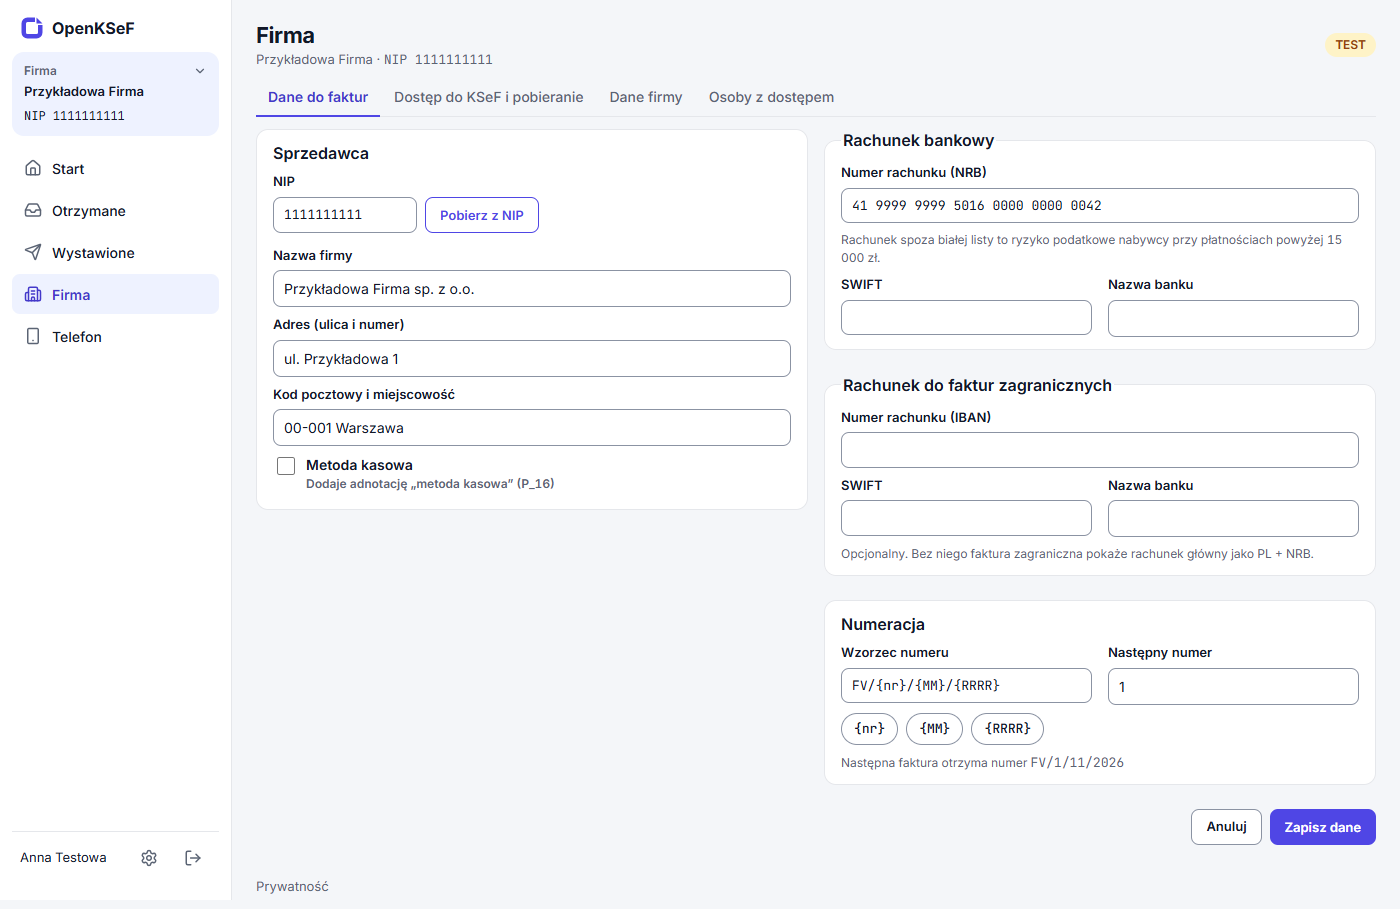 OpenKSeF
Firma
Przykładowa Firma
NIP 1111111111
Start
Otrzymane
Wystawione
Firma
Telefon
Anna Testowa
Firma
Przykładowa Firma · NIP 1111111111
TEST
Dane do faktur
Dostęp do KSeF i pobieranie
Dane firmy
Osoby z dostępem
Sprzedawca
NIP
1111111111
Pobierz z NIP
Nazwa firmy
Przykładowa Firma sp. z o.o.
Adres (ulica i numer)
ul. Przykładowa 1
Kod pocztowy i miejscowość
00-001 Warszawa
Metoda kasowa
Dodaje adnotację „metoda kasowa” (P_16)
Rachunek bankowy
Numer rachunku (NRB)
41 9999 9999 5016 0000 0000 0042
Rachunek spoza białej listy to ryzyko podatkowe nabywcy przy płatnościach powyżej 15
000 zł.
SWIFT
Nazwa banku
Rachunek do faktur zagranicznych
Numer rachunku (IBAN)
SWIFT
Nazwa banku
Opcjonalny. Bez niego faktura zagraniczna pokaże rachunek główny jako PL + NRB.
Numeracja
Wzorzec numeru
Następny numer
FV/{nr}/{MM}/{RRRR}
1
{nr}
{MM}
{RRRR}
Następna faktura otrzyma numer FV/1/11/2026
Anuluj
Zapisz dane
Prywatność